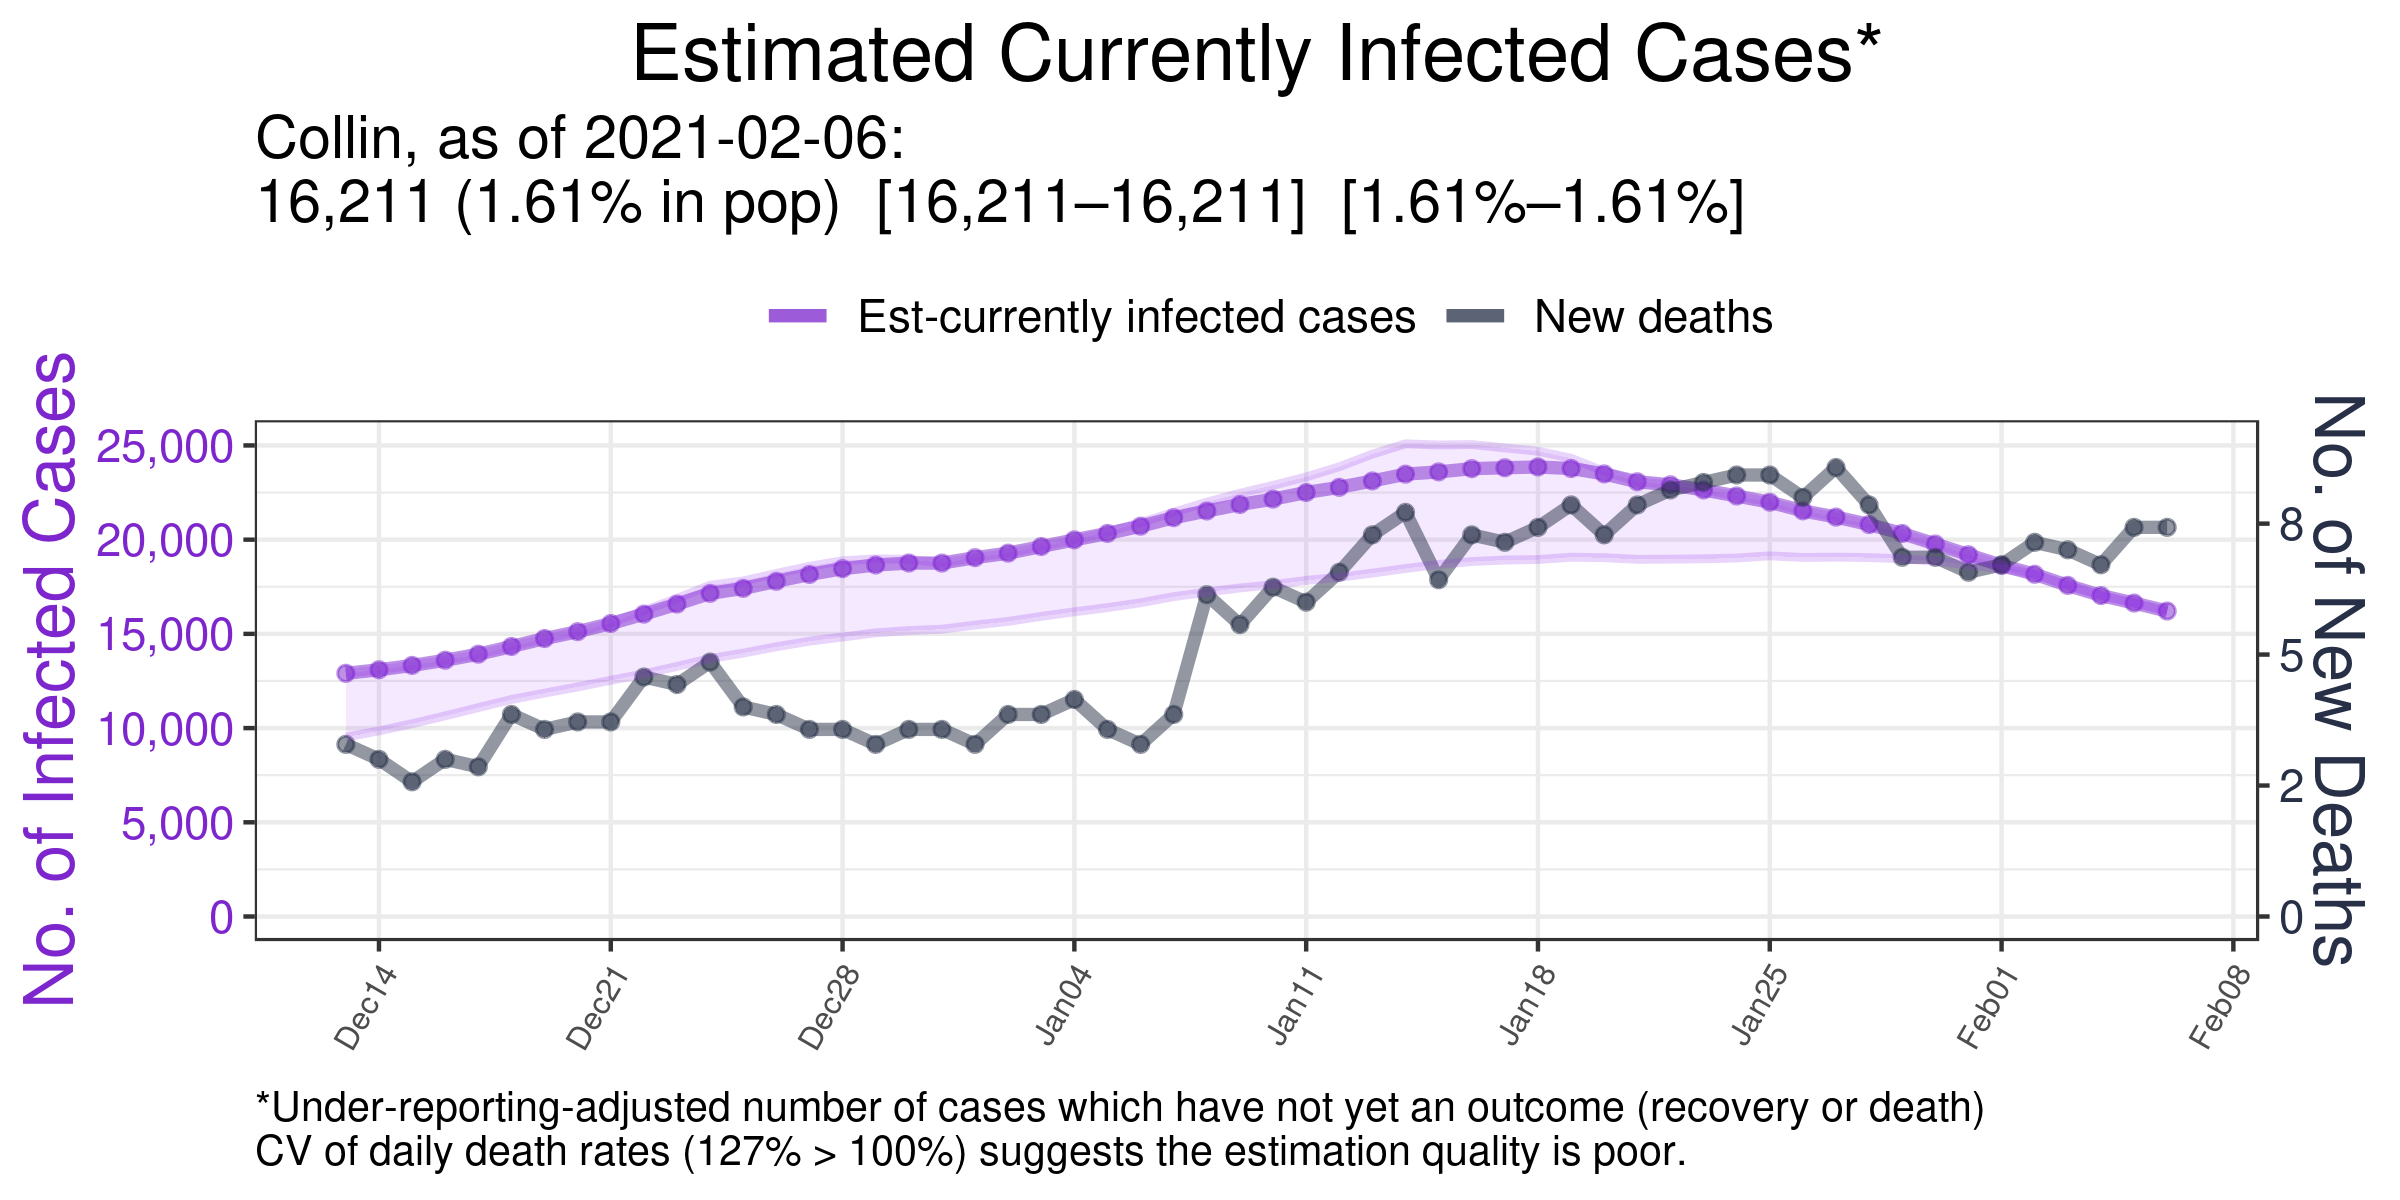 Estimated Currently Infected Cases*
Collin, as of 2021-02-06:
16,211 (1.61% in pop)  [16,211–16,211]  [1.61%–1.61%]
Est-currently infected cases
New deaths
No. of Infected Cases
25,000
20,000
15,000
10,000
5,000
0
No. of New Deaths
8
5
2
0
Dec14
Dec21
Dec28
Jan04
Jan11
Jan18
Jan25
Feb01
Feb08
*Under-reporting-adjusted number of cases which have not yet an outcome (recovery or death)
CV of daily death rates (127% > 100%) suggests the estimation quality is poor.